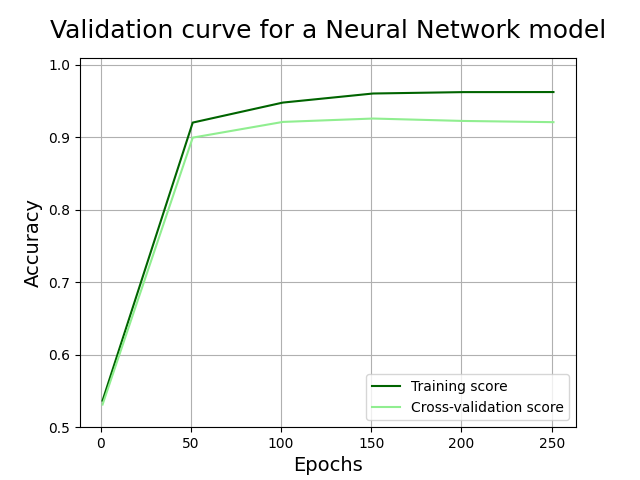 Validation curve for a Neural Network model
1.0
0.9
0.8
0.7
0.6
0.5
Accuracy
Training score
Cross-validation score
0 50 100 150 200 250
Epochs